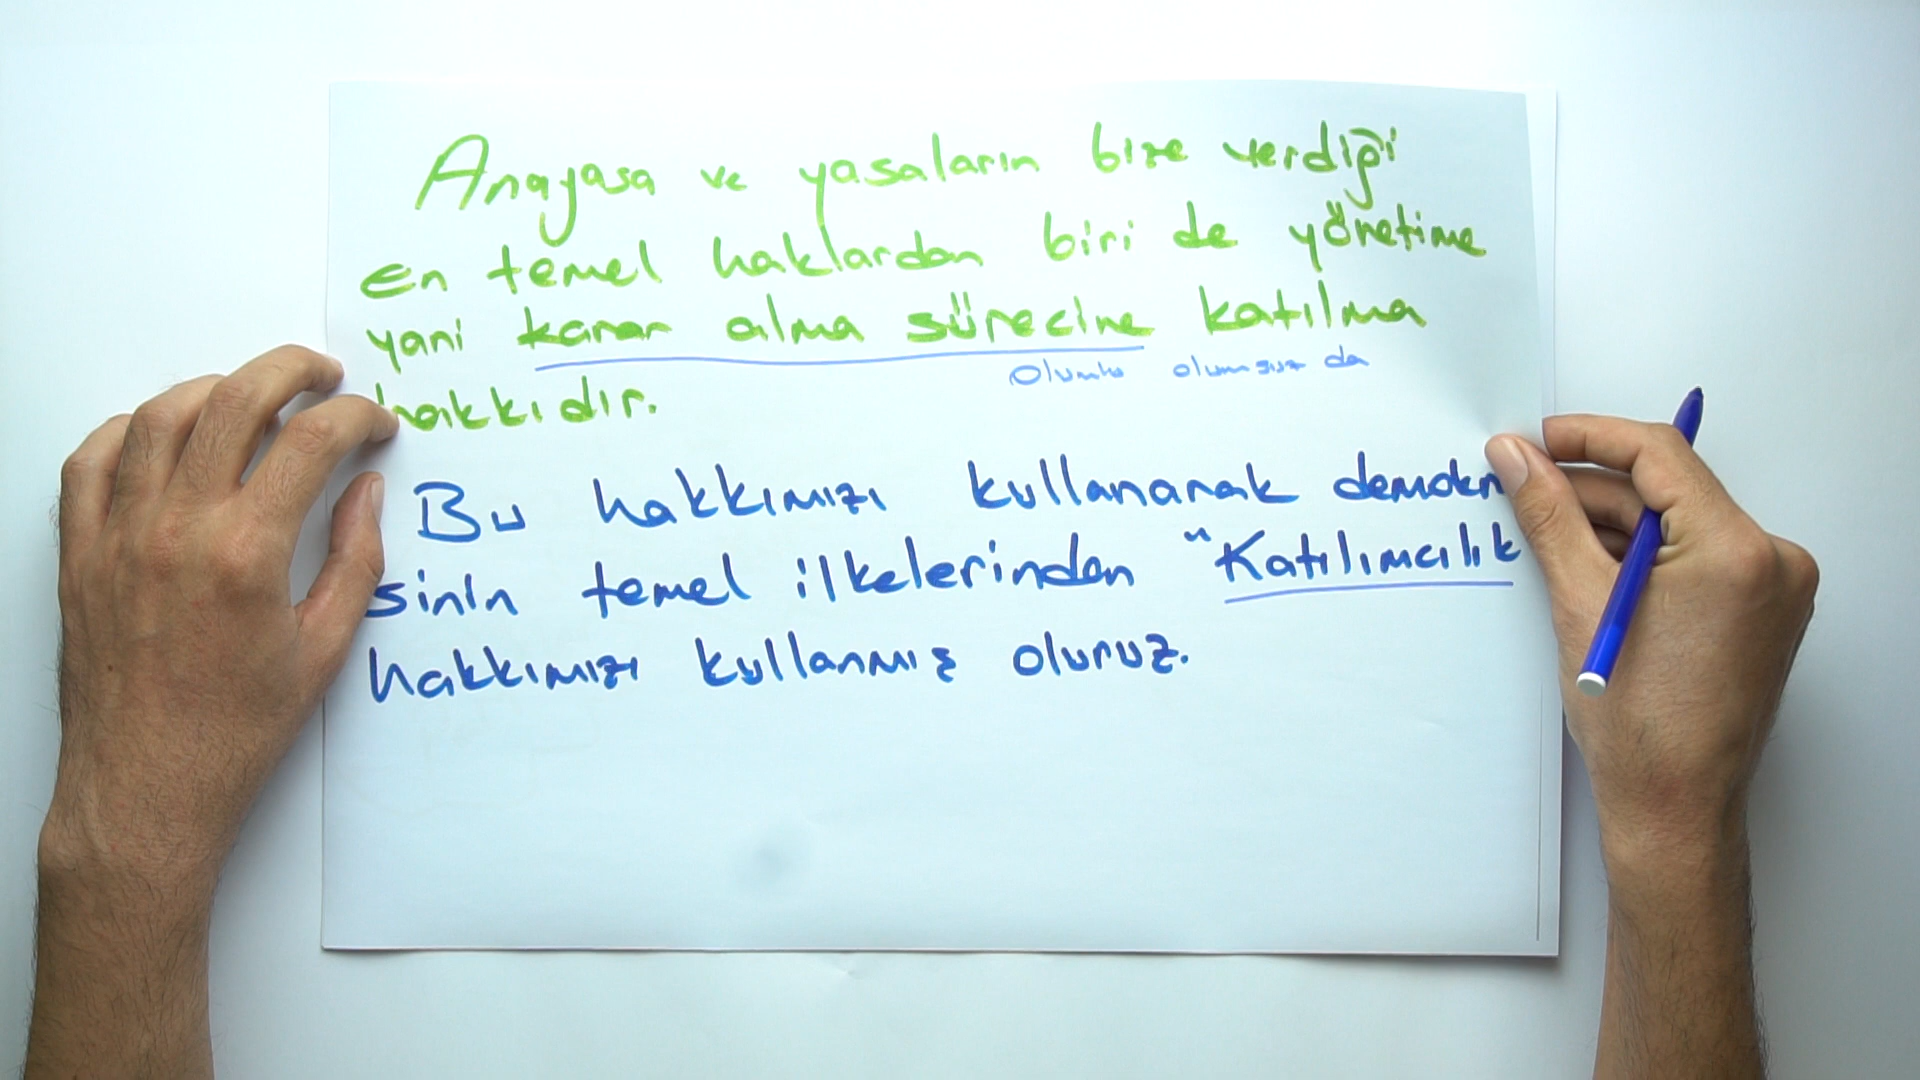 Anayasa ve yasaların bize verdiği
en temel haklardan biri de yönetime
yani karar alma sürecine katılma
olumlu olumsuz da
hakkıdır.
Bu hakkımızı kullanarak demokr
sinin temel ilkelerinden "Katılımcılık
hakkımızı kullanmış oluruz.